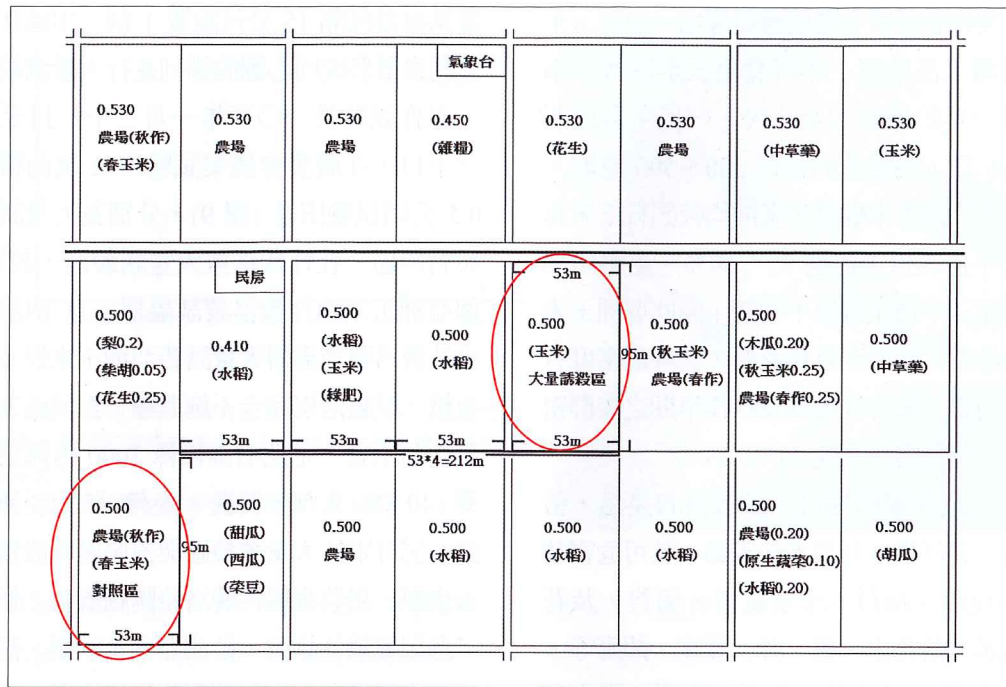 氣象台
0.530
農場(秋作)
(春玉米)
0.530
農場
0.530
農場
0.450
(雜糧)
0.530
(花生)
0.530
農場
0.530
(中草藥)
0.530
(玉米)
民房
53m
0.500
(梨0.2)
(柴胡0.05)
(花生0.25)
0.410
(水稻)
0.500
(水稻)
(玉米)
(綠肥)
0.500
(水稻)
0.500
(玉米)
大量誘殺區
95m
0.500
(秋玉米)
農場(春作)
0.500
(木瓜0.20)
(秋玉米0.25)
農場(春作0.25)
0.500
(中草藥)
53m
53m
53m
53m
53*4=212m
0.500
農場(秋作)
(春玉米)
對照區
95m
53m
0.500
(甜瓜)
(西瓜)
(菜豆)
0.500
農場
0.500
(水稻)
0.500
(水稻)
0.500
(水稻)
0.500
農場(0.20)
(原生蔬菜0.10)
(水稻0.20)
0.500
(胡瓜)